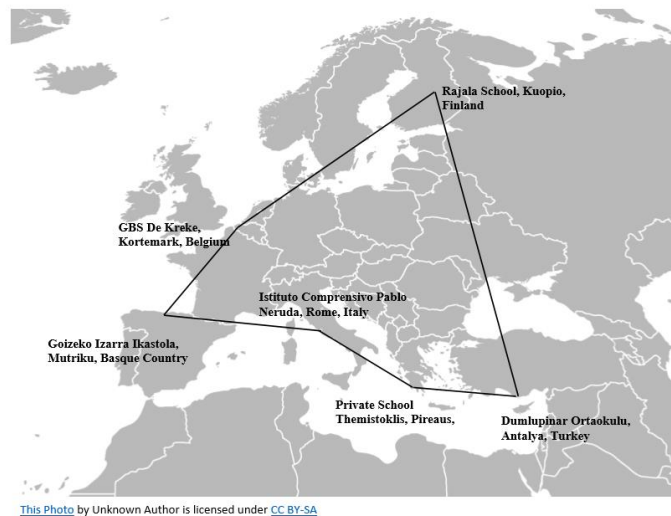 Rajala School, Kuopio,
Finland
GBS De Kreke,
Kortemark, Belgium
Istituto Comprensivo Pablo
Neruda, Rome, Italy
Goizeko Izarra Ikastola,
Mutriku, Basque Country
Private School
Themistoklis, Pireaus,
Dumlupinar Ortaokulu,
Antalya, Turkey
This Photo by Unknown Author is licensed under CC BY-SA